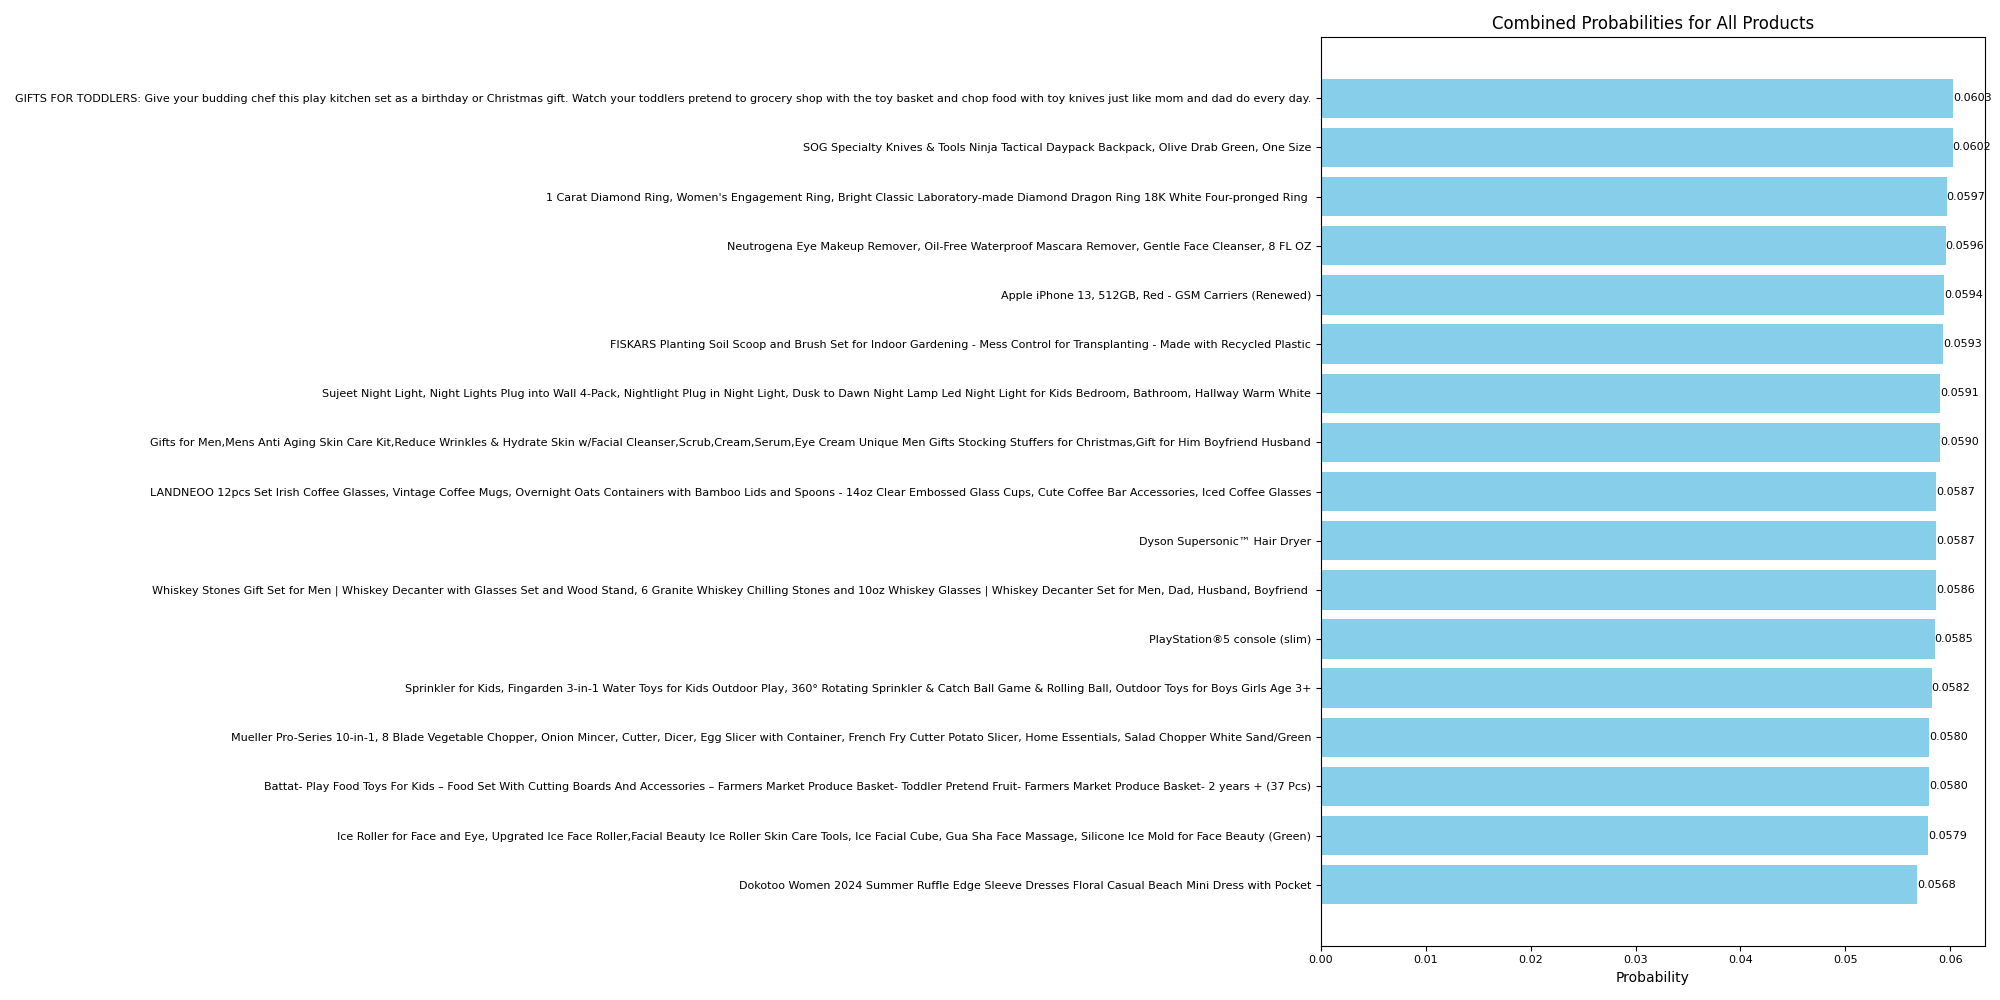 Combined Probabilities for All Products
GIFTS FOR TODDLERS: Give your budding chef this play kitchen set as a birthday or Christmas gift. Watch your toddlers pretend to grocery shop with the toy basket and chop food with toy knives just like mom and dad do every day. 0.0603
SOG Specialty Knives & Tools Ninja Tactical Daypack Backpack, Olive Drab Green, One Size 0.0602
1 Carat Diamond Ring, Women's Engagement Ring, Bright Classic Laboratory-made Diamond Dragon Ring 18K White Four-pronged Ring 0.0597
Neutrogena Eye Makeup Remover, Oil-Free Waterproof Mascara Remover, Gentle Face Cleanser, 8 FL OZ 0.0596
Apple iPhone 13, 512GB, Red - GSM Carriers (Renewed) 0.0594
FISKARS Planting Soil Scoop and Brush Set for Indoor Gardening - Mess Control for Transplanting - Made with Recycled Plastic 0.0593
Sujeet Night Light, Night Lights Plug into Wall 4-Pack, Nightlight Plug in Night Light, Dusk to Dawn Night Lamp Led Night Light for Kids Bedroom, Bathroom, Hallway Warm White 0.0591
Gifts for Men,Mens Anti Aging Skin Care Kit,Reduce Wrinkles & Hydrate Skin w/Facial Cleanser,Scrub,Cream,Serum,Eye Cream Unique Men Gifts Stocking Stuffers for Christmas,Gift for Him Boyfriend Husband 0.0590
LANDNEOO 12pcs Set Irish Coffee Glasses, Vintage Coffee Mugs, Overnight Oats Containers with Bamboo Lids and Spoons - 14oz Clear Embossed Glass Cups, Cute Coffee Bar Accessories, Iced Coffee Glasses 0.0587
Dyson Supersonic™ Hair Dryer 0.0587
Whiskey Stones Gift Set for Men | Whiskey Decanter with Glasses Set and Wood Stand, 6 Granite Whiskey Chilling Stones and 10oz Whiskey Glasses | Whiskey Decanter Set for Men, Dad, Husband, Boyfriend 0.0586
PlayStation®5 console (slim) 0.0585
Sprinkler for Kids, Fingarden 3-in-1 Water Toys for Kids Outdoor Play, 360° Rotating Sprinkler & Catch Ball Game & Rolling Ball, Outdoor Toys for Boys Girls Age 3+ 0.0582
Mueller Pro-Series 10-in-1, 8 Blade Vegetable Chopper, Onion Mincer, Cutter, Dicer, Egg Slicer with Container, French Fry Cutter Potato Slicer, Home Essentials, Salad Chopper White Sand/Green 0.0580
Battat- Play Food Toys For Kids – Food Set With Cutting Boards And Accessories – Farmers Market Produce Basket- Toddler Pretend Fruit- Farmers Market Produce Basket- 2 years + (37 Pcs) 0.0580
Ice Roller for Face and Eye, Upgrated Ice Face Roller,Facial Beauty Ice Roller Skin Care Tools, Ice Facial Cube, Gua Sha Face Massage, Silicone Ice Mold for Face Beauty (Green) 0.0579
Dokotoo Women 2024 Summer Ruffle Edge Sleeve Dresses Floral Casual Beach Mini Dress with Pocket 0.0568
0.00 0.01 0.02 0.03 0.04 0.05 0.06
Probability